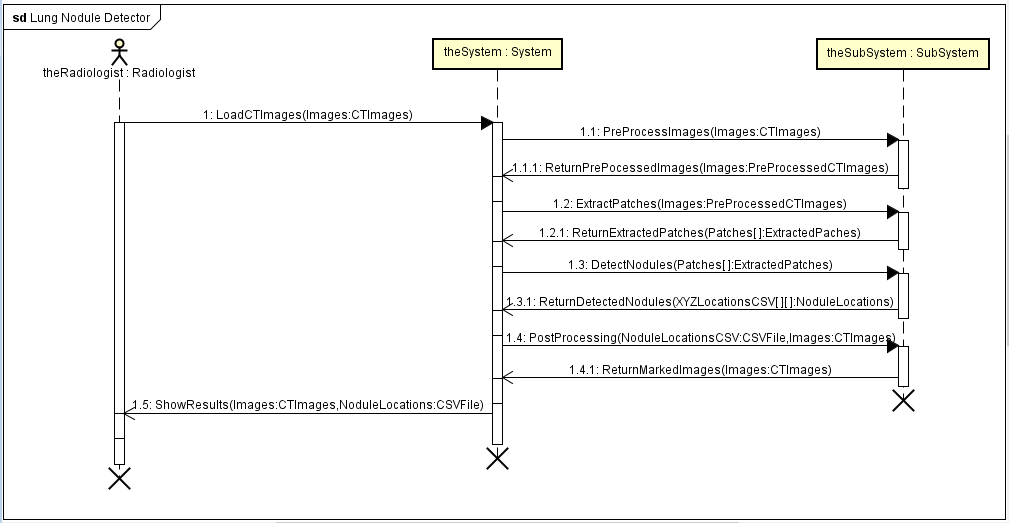 sd Lung Nodule Detector
theRadiologist : Radiologist
theSystem : System
theSubSystem : SubSystem
1: LoadCTImages(Images:CTImages)
1.1: PreProcessImages(Images:CTImages)
1.1.1: ReturnPrePocessedImages(Images:PreProcessedCTImages)
1.2: ExtractPatches(Images:PreProcessedCTImages)
1.2.1: ReturnExtractedPatches(Patches[]:ExtractedPaches)
1.3: DetectNodules(Patches[]:ExtractedPatches)
1.3.1: ReturnDetectedNodules(XYZLocationsCSV[][]:NoduleLocations)
1.4: PostProcessing(NoduleLocationsCSV:CSVFile,Images:CTImages)
1.4.1: ReturnMarkedImages(Images:CTImages)
1.5: ShowResults(Images:CTImages,NoduleLocations:CSVFile)